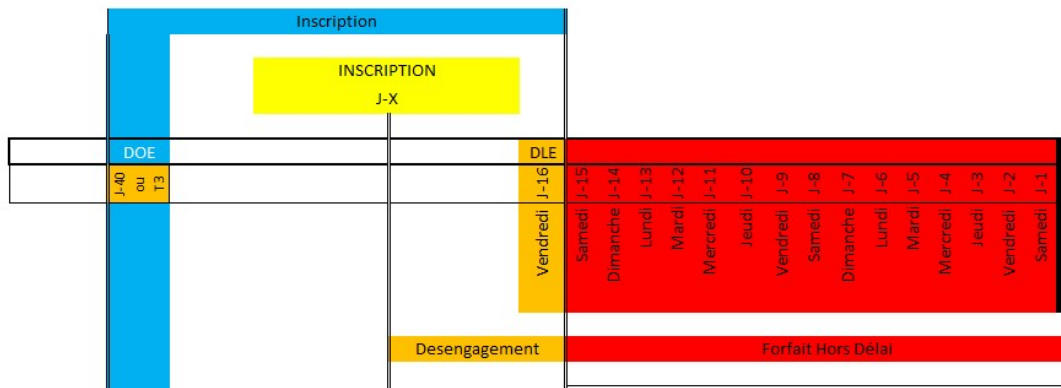 Inscription
INSCRIPTION
J-X
DOE
DLE
J-40
ou
T3
Vendredi J-16
Samedi J-15
Dimanche J-14
Lundi J-13
Mardi J-12
Mercredi J-11
Jeudi J-10
Vendredi J-9
Samedi J-8
Dimanche J-7
Lundi J-6
Mardi J-5
Mercredi J-4
Jeudi J-3
Vendredi J-2
Samedi J-1
Desengagement
Forfait Hors Délai